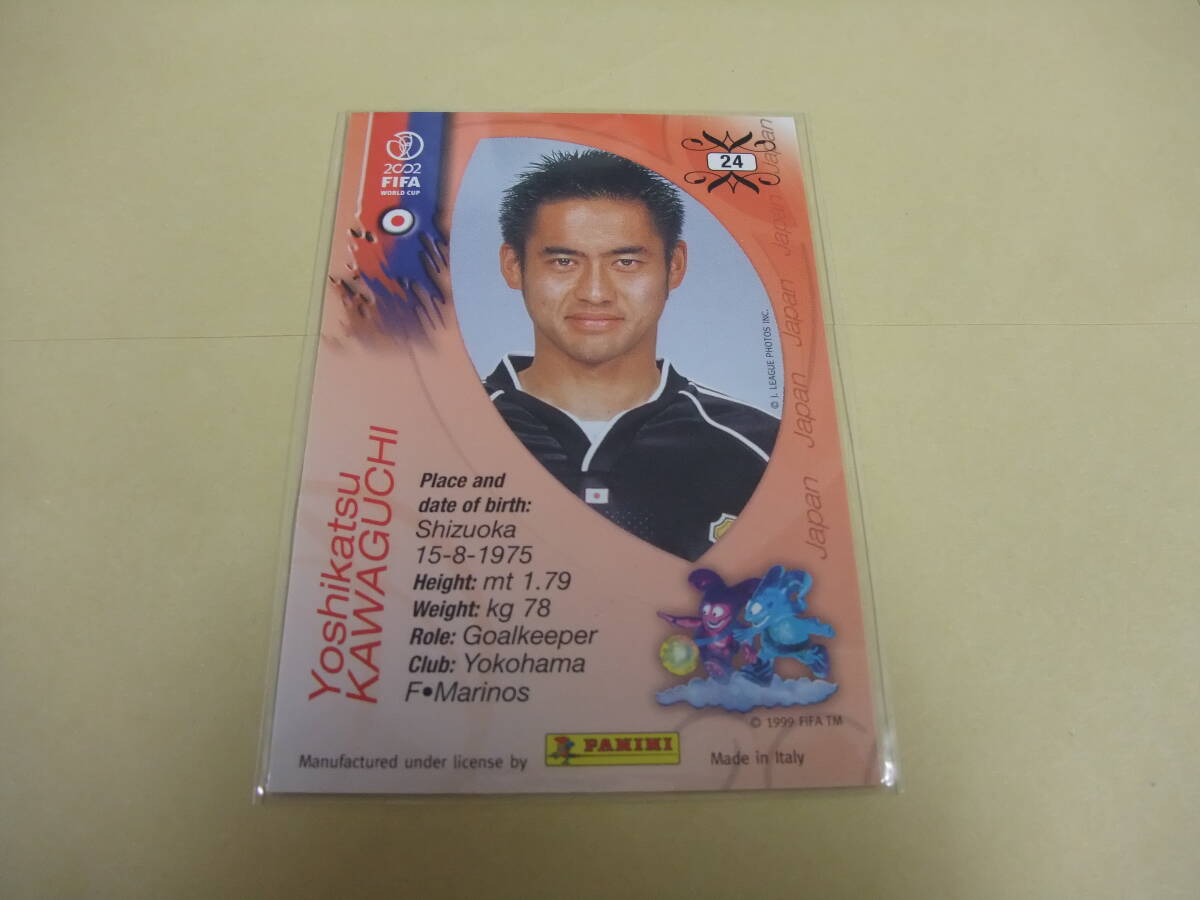 2002
FIFA
WORLD CUP
24
Japan
Japan
Japan
Japan
Japan
© J. LEAGUE PHOTOS INC.
Yoshikatsu
KAWAGUCHI
Place and
date of birth:
Shizuoka
15-8-1975
Height: mt 1.79
Weight: kg 78
Role: Goalkeeper
Club: Yokohama
F•Marinos
© 1999 FIFA TM
Manufactured under license by
PANINI
Made in Italy